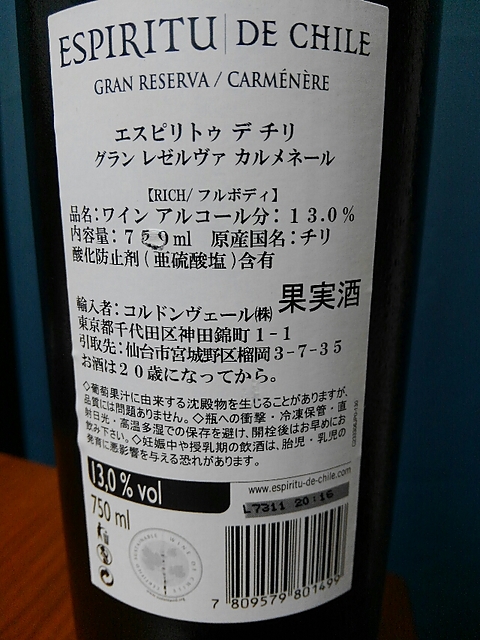 ESPIRITU DE CHILE
GRAN RESERVA / CARMÉNÈRE
エスピリトゥ デ チリ
グラン レゼルヴァ カルメネール
【RICH/フルボディ】
品名:ワイン アルコール分:13.0%
内容量:750ml 原産国名:チリ
酸化防止剤(亜硫酸塩)含有
果実酒
輸入者:コルドンヴェール㈱
東京都千代田区神田錦町1-1
引取先:仙台市宮城野区榴岡3-7-35
お酒は20歳になってから。
◇葡萄果汁に由来する沈殿物を生じることがありますが、
品質には問題ありません。◇瓶への衝撃・冷凍保管・直
射日光・高温多湿での保存を避け、開栓後はお早めにお
飲み下さい。◇妊娠中や授乳期の飲酒は、胎児・乳児の
発育に悪影響を与える恐れがあります。
13,0 % vol
www.espiritu-de-chile.com
750 ml
L7311 20:16
7 809579 801499